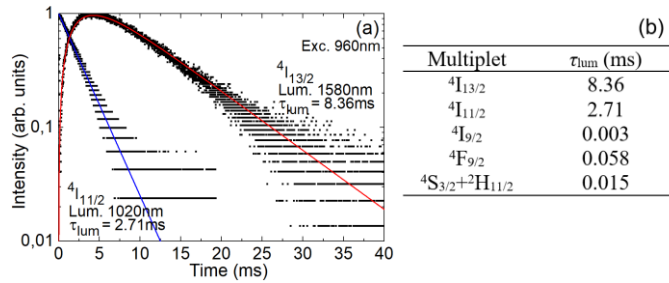 (a)
Exc. 960nm
⁴I₁₃/₂
Lum. 1580nm
τlum = 8.36ms
⁴I₁₁/₂
Lum. 1020nm
τlum = 2.71ms
Intensity (arb. units)
1
0,1
0,01
0 5 10 15 20 25 30 35 40
Time (ms)
(b)
Multiplet τlum (ms)
⁴I₁₃/₂ 8.36
⁴I₁₁/₂ 2.71
⁴I₉/₂ 0.003
⁴F₉/₂ 0.058
⁴S₃/₂+²H₁₁/₂ 0.015